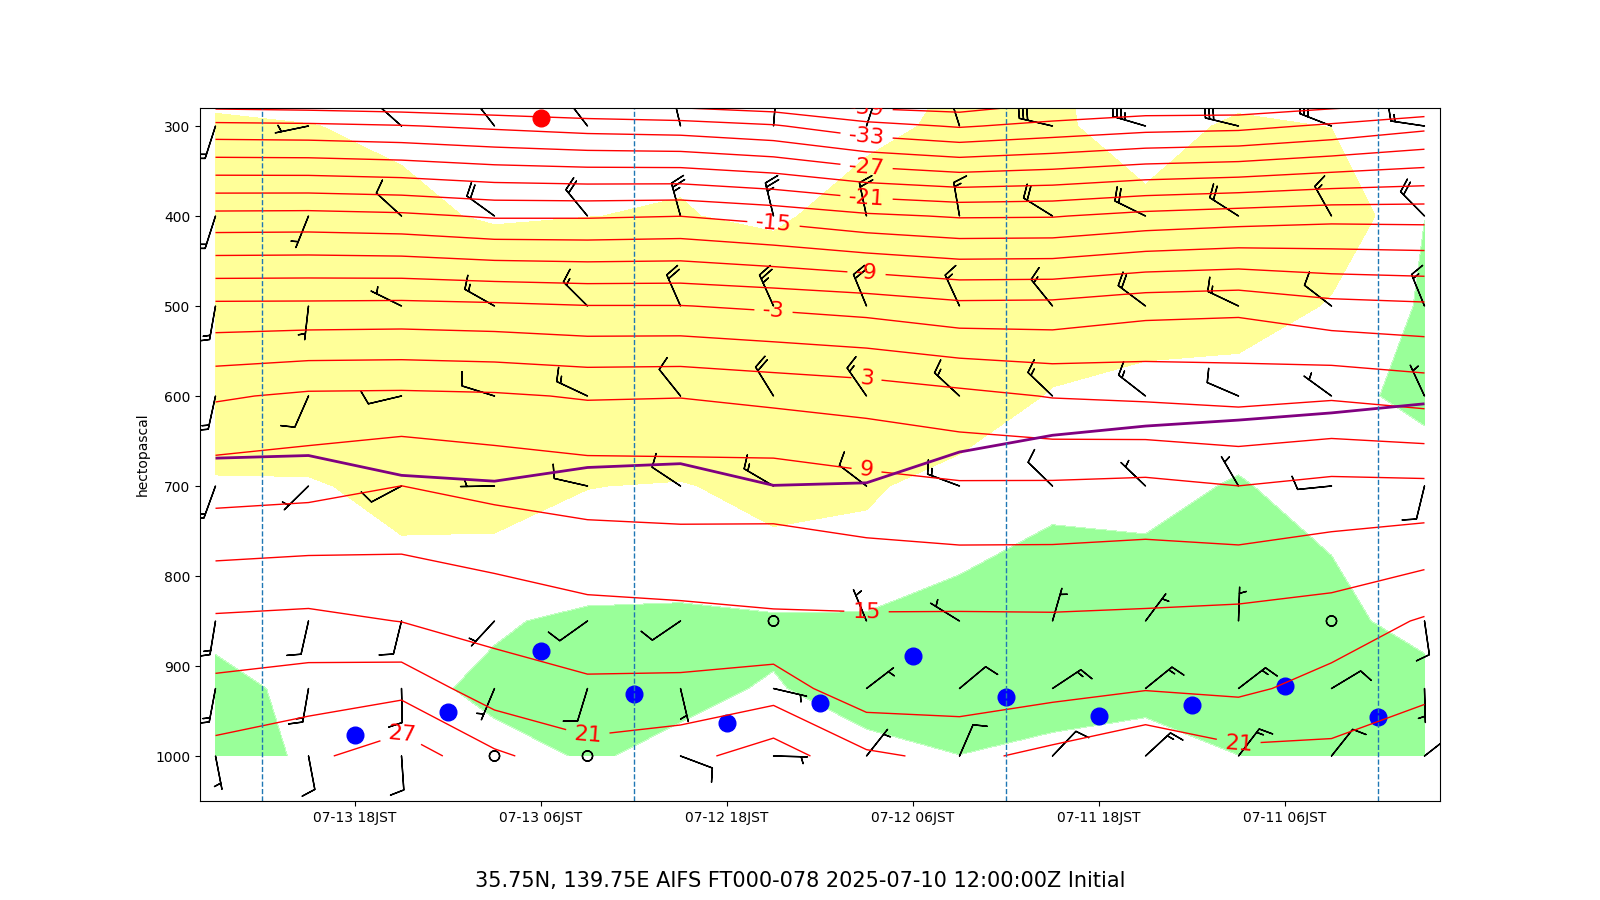 300
400
500
600
700
800
900
1000
hectopascal
-33
-27
-21
-15
-9
-3
3
9
15
21
27
21
07-13 18JST
07-13 06JST
07-12 18JST
07-12 06JST
07-11 18JST
07-11 06JST
35.75N, 139.75E AIFS FT000-078 2025-07-10 12:00:00Z Initial